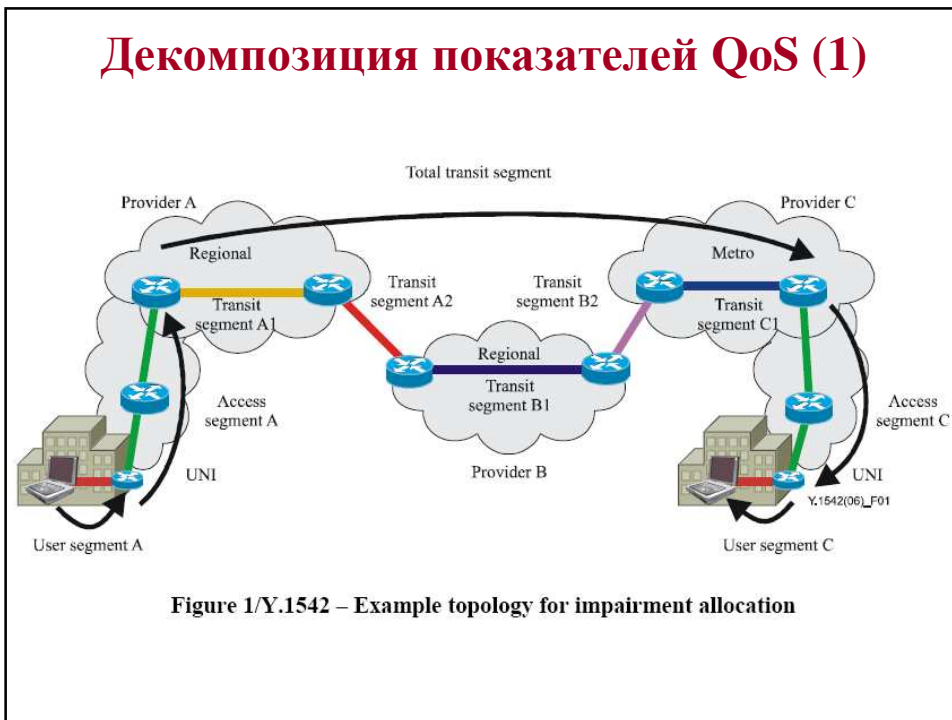 Декомпозиция показателей QoS (1)
Total transit segment
Provider A
Provider C
Regional
Metro
Transit
segment A2
Transit
segment B2
Transit
segment A1
Transit
segment C1
Regional
Transit
segment B1
Access
segment A
Access
segment C
Provider B
UNI
UNI
Y.1542(06)_F01
User segment A
User segment C
Figure 1/Y.1542 – Example topology for impairment allocation